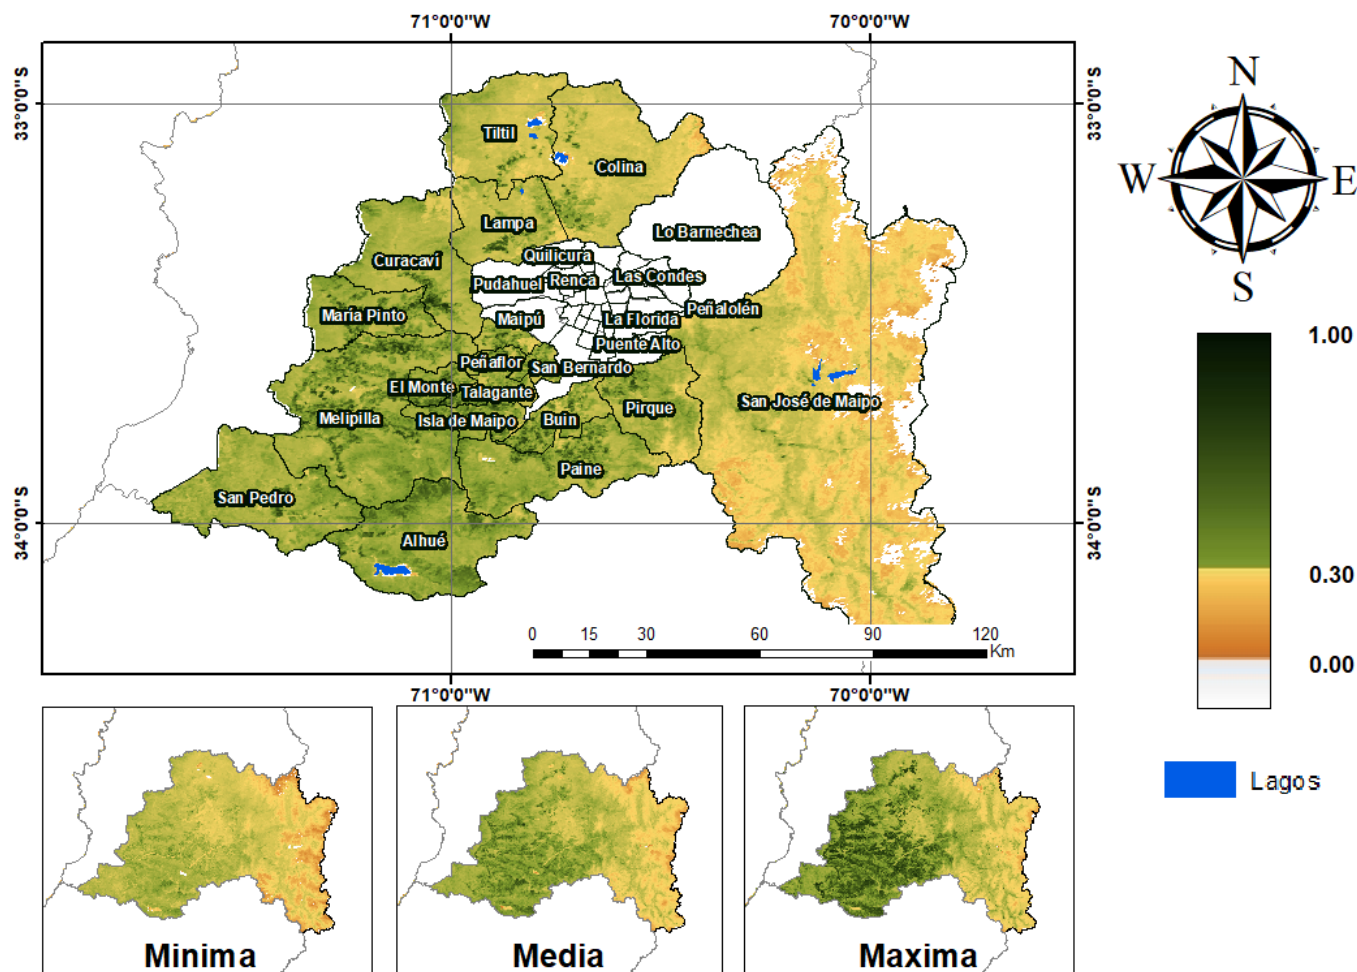 71°0'0"W
70°0'0"W
33°0'0"S
33°0'0"S
N
W
E
S
Tiltil
Colina
Lampa
Lo Barnechea
Quilicura
Curacaví
Pudahuel
Renca
Las Condes
María Pinto
Maipú
La Florida
Peñalolén
Puente Alto
Peñaflor
San Bernardo
El Monte
Talagante
San José de Maipo
Melipilla
Isla de Maipo
Buin
Pirque
Paine
San Pedro
Alhué
34°0'0"S
34°0'0"S
0 15 30 60 90 120
Km
71°0'0"W
70°0'0"W
1.00
0.30
0.00
Lagos
Minima
Media
Maxima